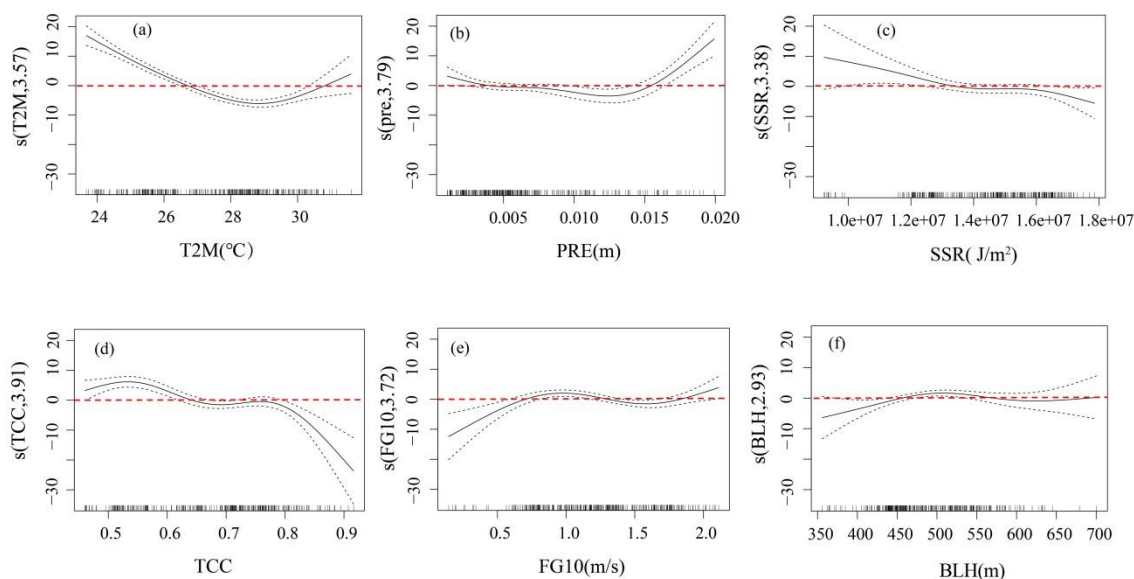 (a)
s(T2M,3.57)
20
10
0
−10
−30
24 26 28 30
T2M(℃)
(b)
s(pre,3.79)
20
10
0
−10
−30
0.005 0.010 0.015 0.020
PRE(m)
(c)
s(SSR,3.38)
20
10
0
−10
−30
1.0e+07 1.2e+07 1.4e+07 1.6e+07 1.8e+07
SSR( J/m²)
(d)
s(TCC,3.91)
20
10
0
−10
−30
0.5 0.6 0.7 0.8 0.9
TCC
(e)
s(FG10,3.72)
20
10
0
−10
−30
0.5 1.0 1.5 2.0
FG10(m/s)
(f)
s(BLH,2.93)
20
10
0
−10
−30
350 400 450 500 550 600 650 700
BLH(m)